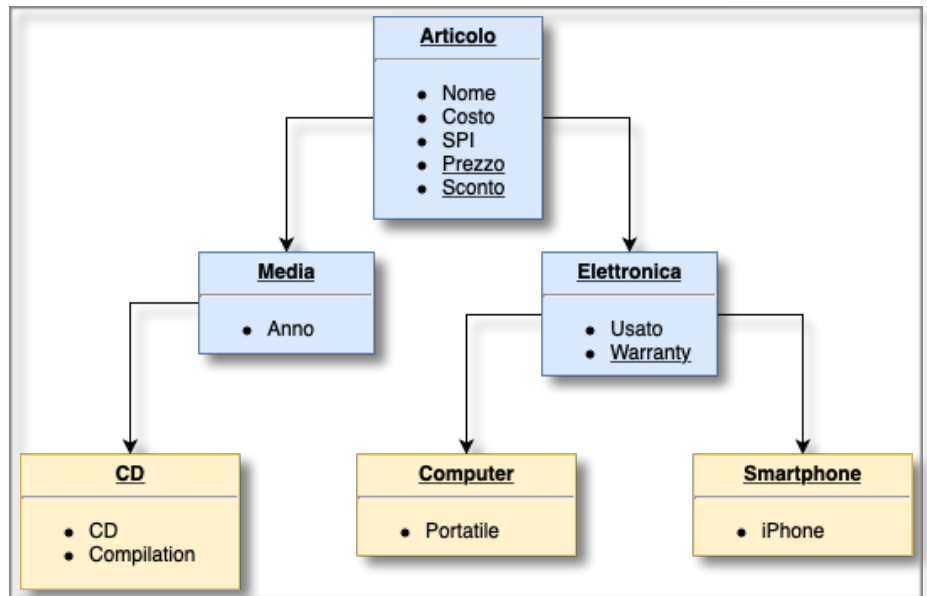 Articolo
Nome
Costo
SPI
Prezzo
Sconto
Media
Anno
Elettronica
Usato
Warranty
CD
CD
Compilation
Computer
Portatile
Smartphone
iPhone